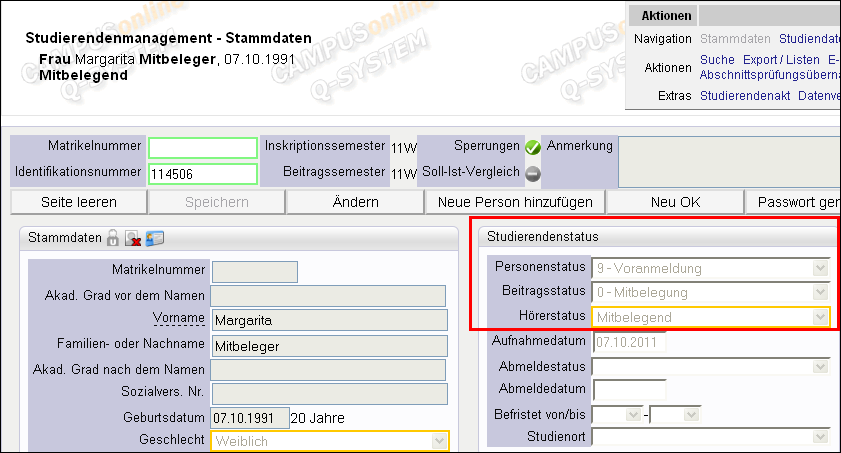 CAMPUSonline Q-SYSTEM CAMPUSonline Q-SYSTEM
Studierendenmanagement - Stammdaten
Frau Margarita Mitbeleger, 07.10.1991
Mitbelegend
Aktionen
Navigation Stammdaten Studiendate
Aktionen Suche Export / Listen E-
Abschnittsprüfungsüberna
Extras Studierendenakt Datenve
Matrikelnummer Inskriptionssemester 11W Sperrungen Anmerkung
Identifikationsnummer 114506 Beitragssemester 11W Soll-Ist-Vergleich
Seite leeren Speichern Ändern Neue Person hinzufügen Neu OK Passwort gen
Stammdaten
Matrikelnummer
Akad. Grad vor dem Namen
Vorname Margarita
Familien- oder Nachname Mitbeleger
Akad. Grad nach dem Namen
Sozialvers. Nr.
Geburtsdatum 07.10.1991 20 Jahre
Geschlecht Weiblich
Studierendenstatus
Personenstatus 9 - Voranmeldung
Beitragsstatus 0 - Mitbelegung
Hörerstatus Mitbelegend
Aufnahmedatum 07.10.2011
Abmeldestatus
Abmeldedatum
Befristet von/bis -
Studienort